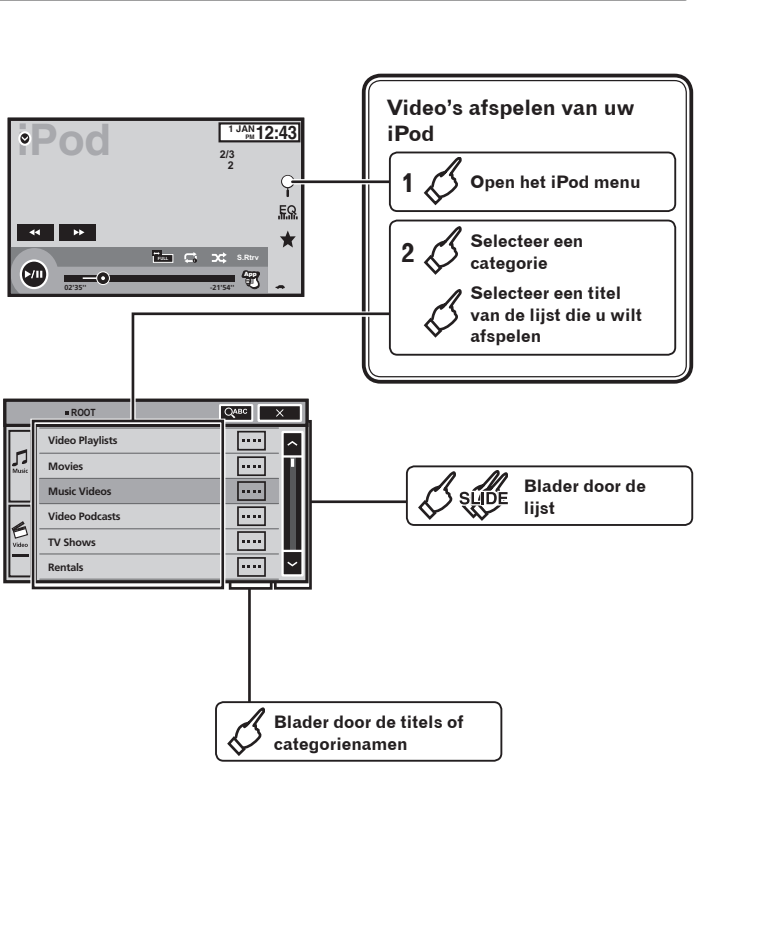 Video's afspelen van uw
iPod
1 Open het iPod menu
2 Selecteer een
categorie
Selecteer een titel
van de lijst die u wilt
afspelen
iPod
1 JAN
PM 12:43
2/3
2
EQ
FULL
S.Rtrv
App
02'35"
-21'54"
ROOT
ABC
Music
Video
Video Playlists
Movies
Music Videos
Video Podcasts
TV Shows
Rentals
SLIDE
Blader door de
lijst
Blader door de titels of
categorienamen